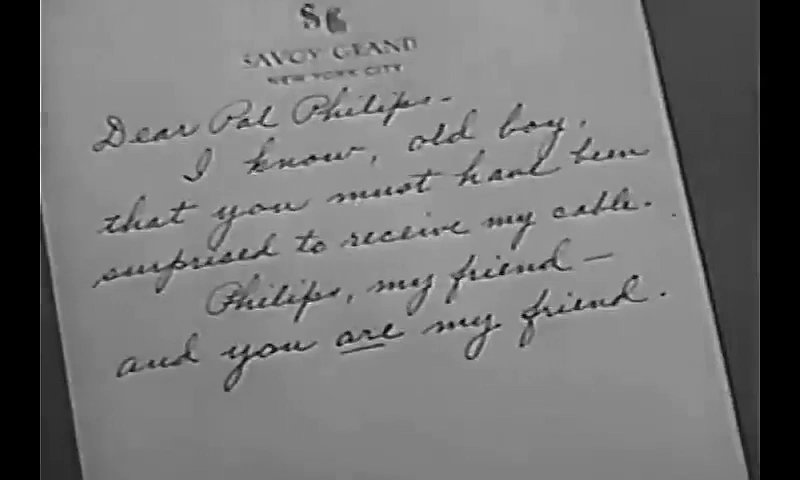 SG
SAVOY GRAND
NEW YORK CITY
Dear Pal Philips-
I know, old boy,
that you must have been
surprised to receive my cable.
Philips, my friend —
and you are my friend.